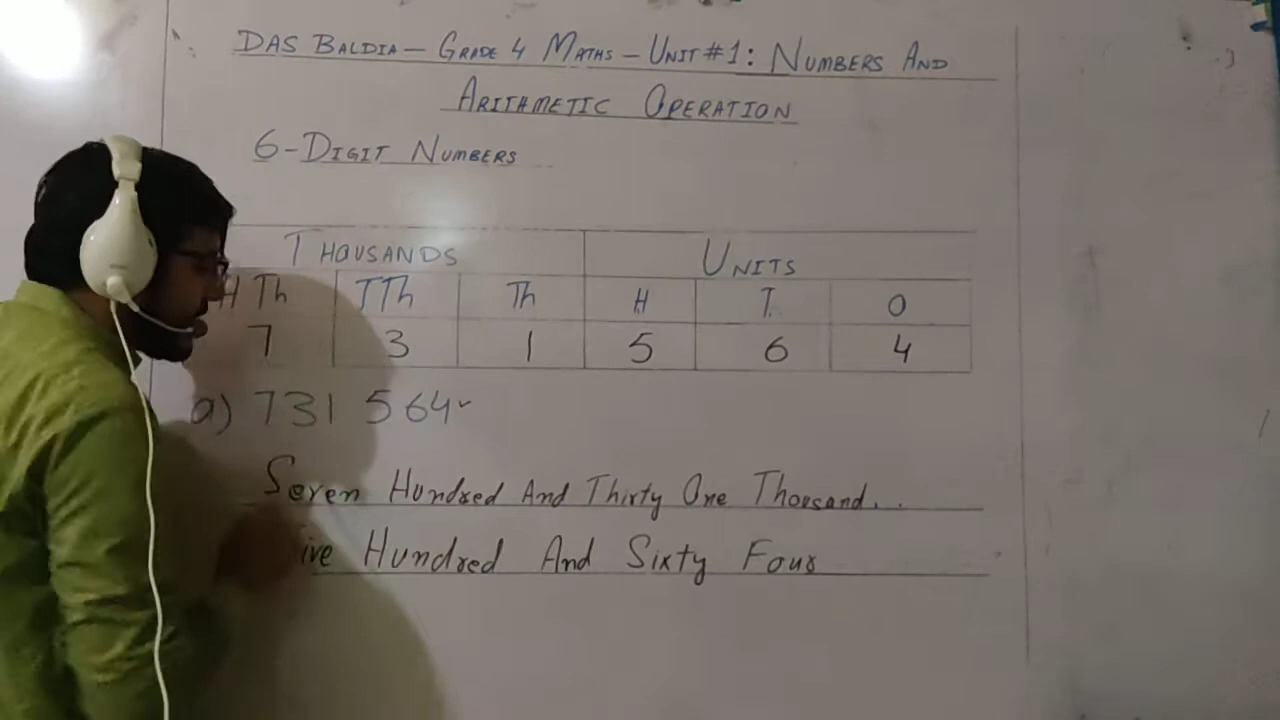 DAS BALDIA - GRADE 4 MATHS - UNIT #1: NUMBERS AND
ARITHMETIC OPERATION
6-DIGIT NUMBERS
THOUSANDS UNITS
H Th TTh Th H T O
7 3 1 5 6 4
a) 731 564
Seven Hundred And Thirty One Thousand..
ive Hundred And Sixty Four